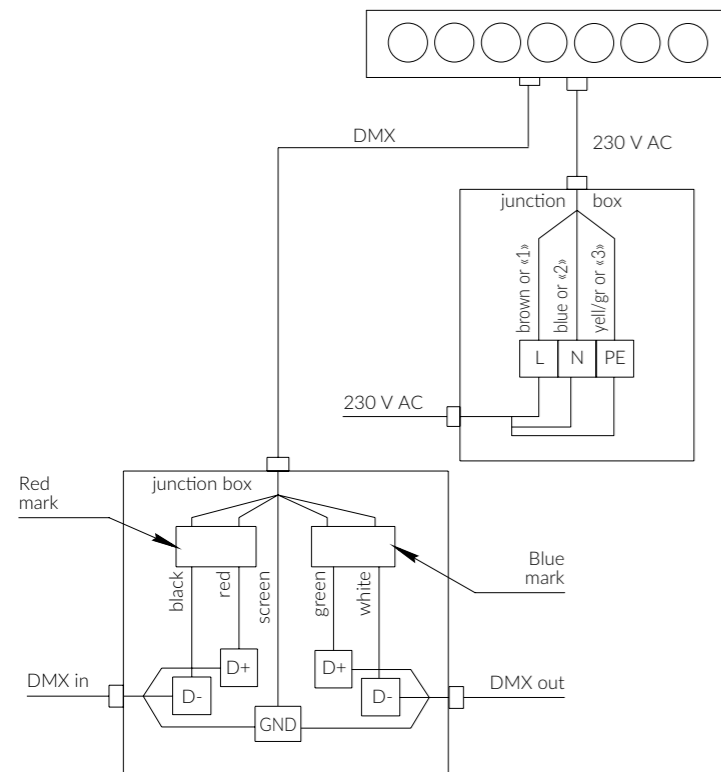 DMX
230 V AC
junction box
brown or «1»
blue or «2»
yell/gr or «3»
L N PE
230 V AC
junction box
Red
mark
Blue
mark
black
red
screen
green
white
D+
D+
DMX in
D-
D-
DMX out
GND